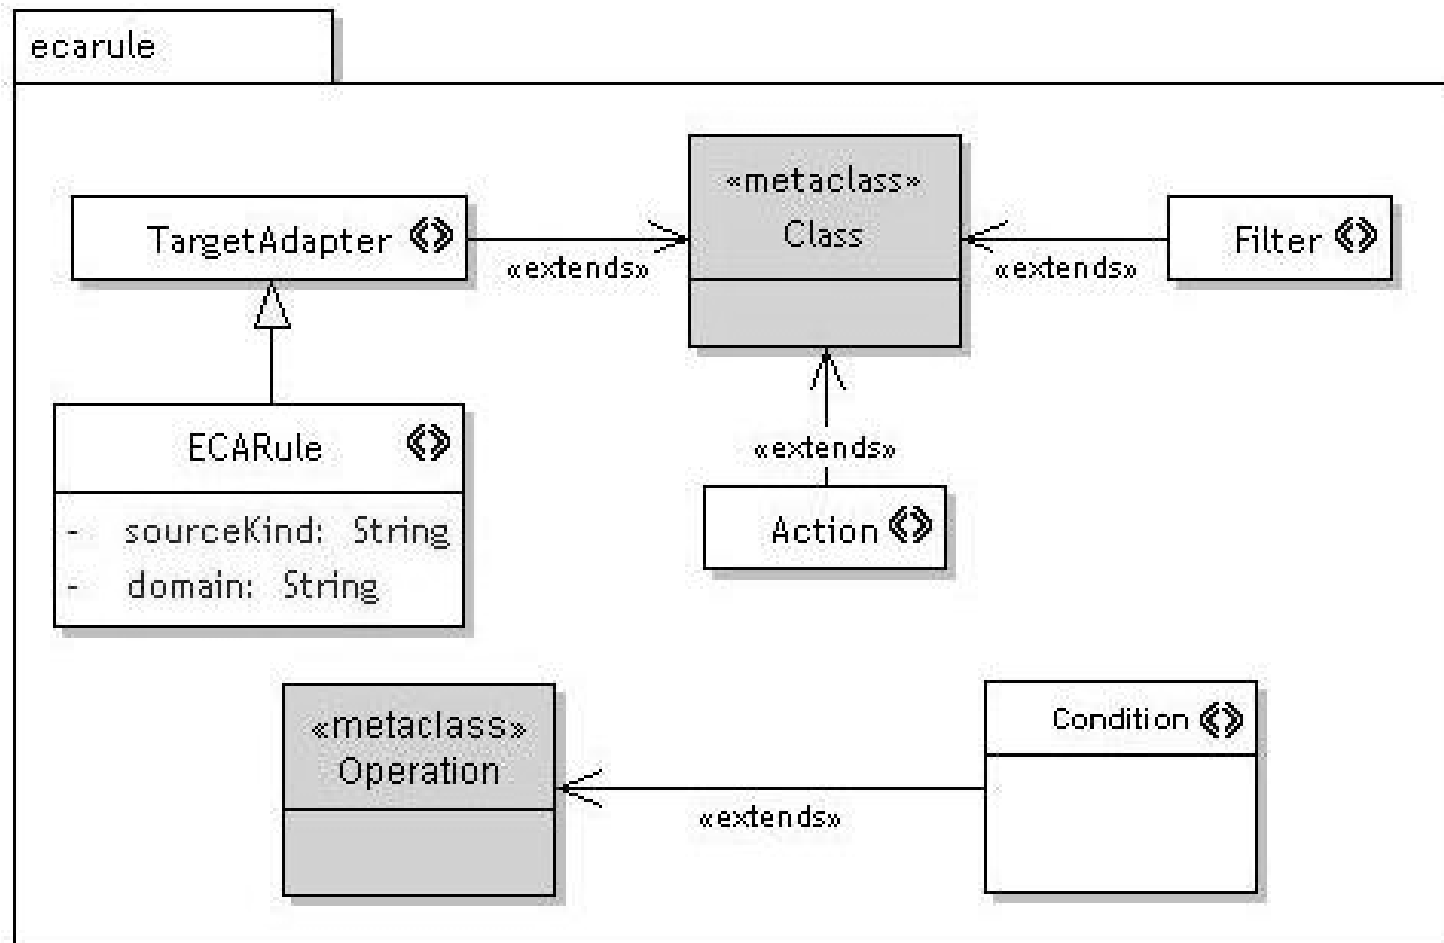 ecarule
«metaclass»
Class
TargetAdapter
Filter
«extends»
«extends»
ECARule
- sourceKind: String
- domain: String
«extends»
Action
«metaclass»
Operation
Condition
«extends»